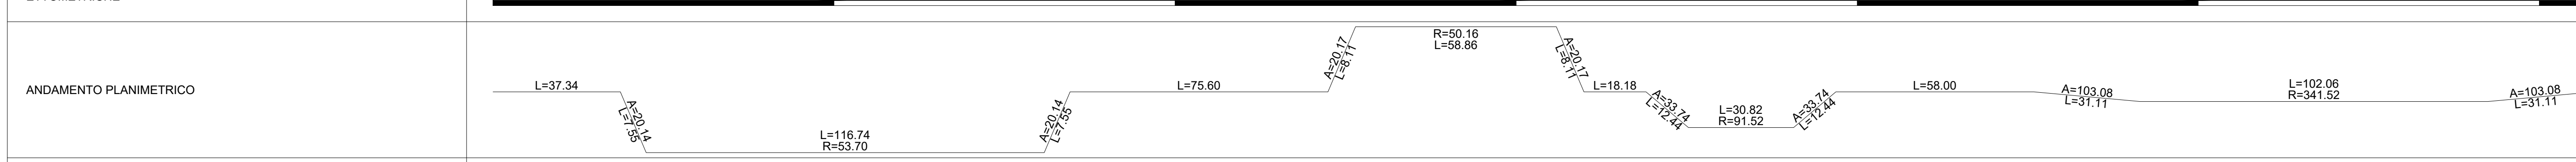 ANDAMENTO PLANIMETRICO
L=37.34
A=20.14
L=7.55
L=116.74
R=53.70
A=20.14
L=7.55
L=75.60
A=20.17
L=8.11
R=50.16
L=58.86
A=20.17
L=8.11
L=18.18
A=33.74
L=12.44
L=30.82
R=91.52
A=33.74
L=12.44
L=58.00
A=103.08
L=31.11
L=102.06
R=341.52
A=103.08
L=31.11